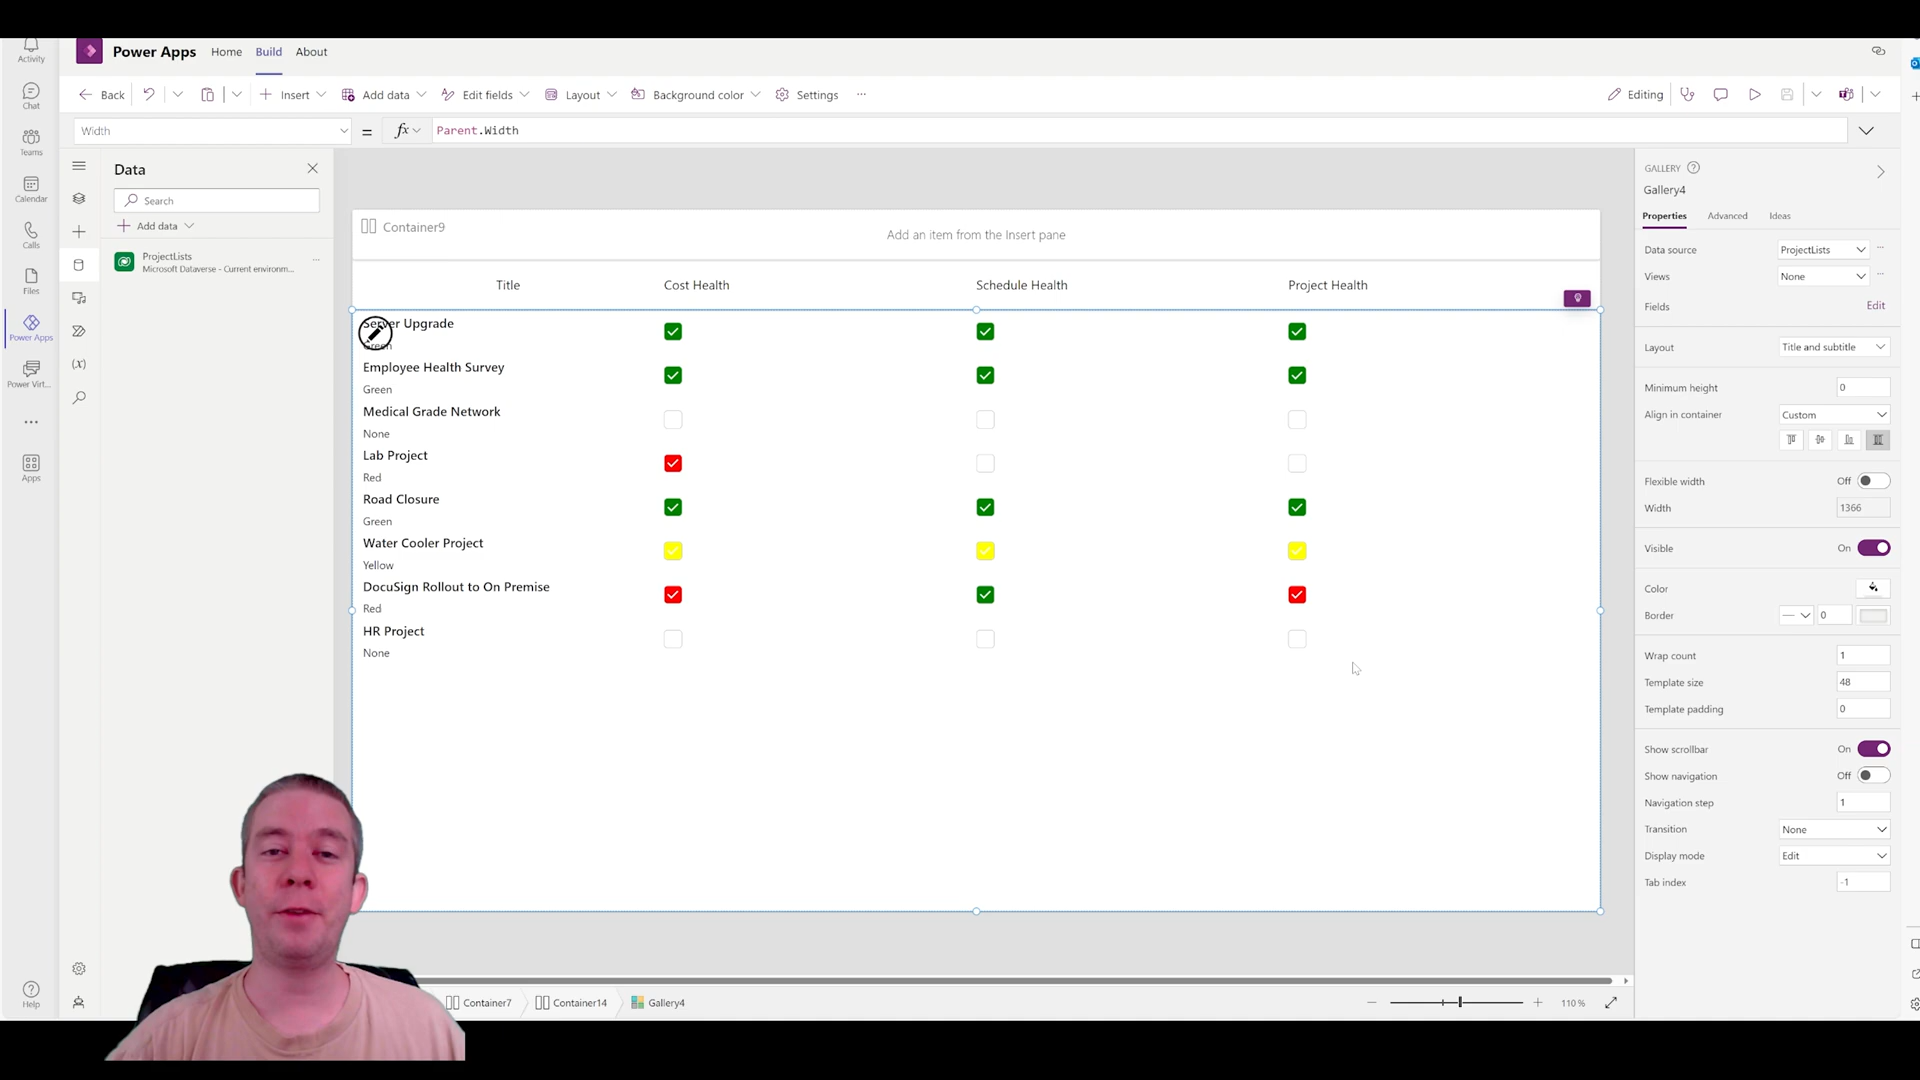 Power Apps Home Build About
Activity
Back Insert Add data Edit fields Layout Background color Settings ... Editing
Chat
Width = fx Parent.Width
Teams
Data
GALLERY
Gallery4
Calendar
Search
Properties Advanced Ideas
Add data
Container9
Add an item from the Insert pane
Calls
Data source ProjectLists
ProjectLists
Microsoft Dataverse - Current environm...
Views None
Files
Title Cost Health Schedule Health Project Health
Fields Edit
Power Apps
Server Upgrade
Green
Layout Title and subtitle
Employee Health Survey
Green
Power Virt...
Minimum height 0
Medical Grade Network
None
Align in container Custom
Lab Project
Red
Apps
Flexible width Off
Road Closure
Green
Width 1366
Water Cooler Project
Yellow
Visible On
DocuSign Rollout to On Premise
Red
Color
Border 0
HR Project
None
Wrap count 1
Template size 48
Template padding 0
Show scrollbar On
Show navigation Off
Navigation step 1
Transition None
Display mode Edit
Tab index -1
Help
Container7 Container14 Gallery4
110 %